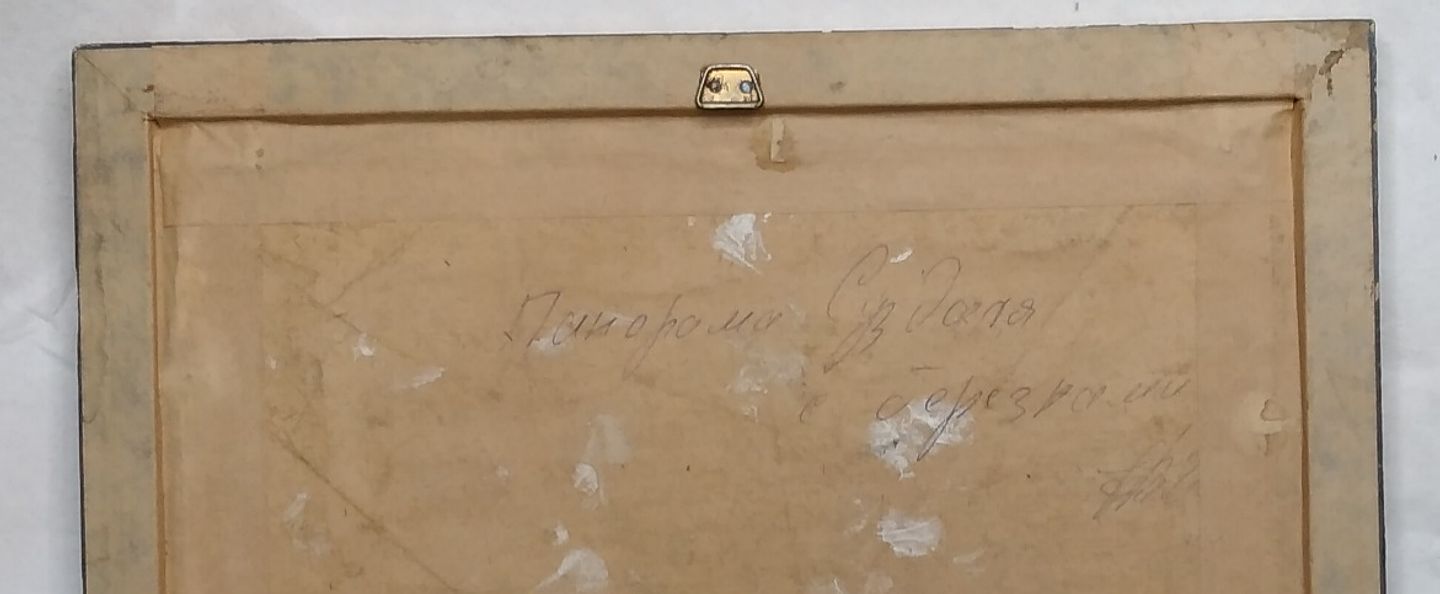 Панорама Суздаля
с березками